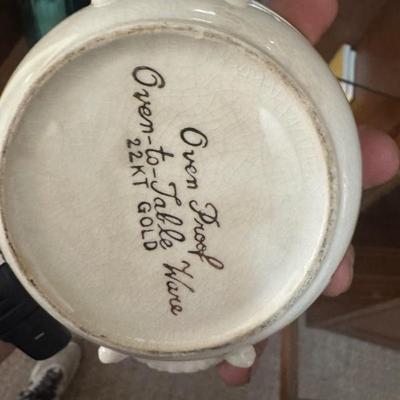 Oven Proof
Oven-to-Table Ware
22KT GOLD